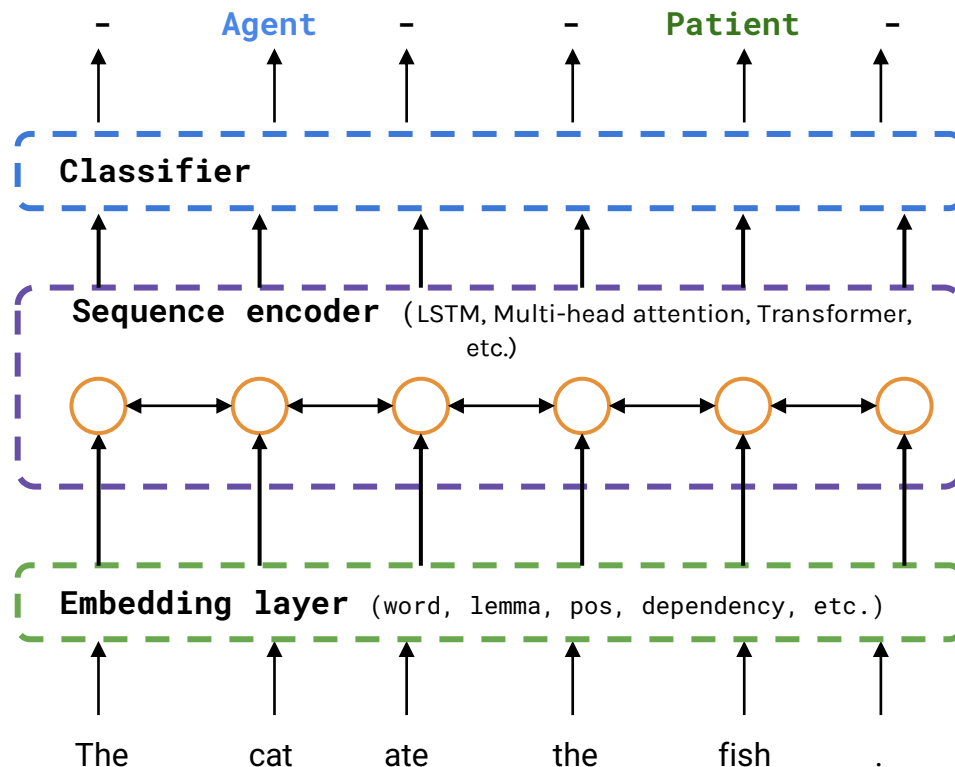 - Agent - - Patient -
Classifier
Sequence encoder (LSTM, Multi-head attention, Transformer,
etc.)
Embedding layer (word, lemma, pos, dependency, etc.)
The cat ate the fish .